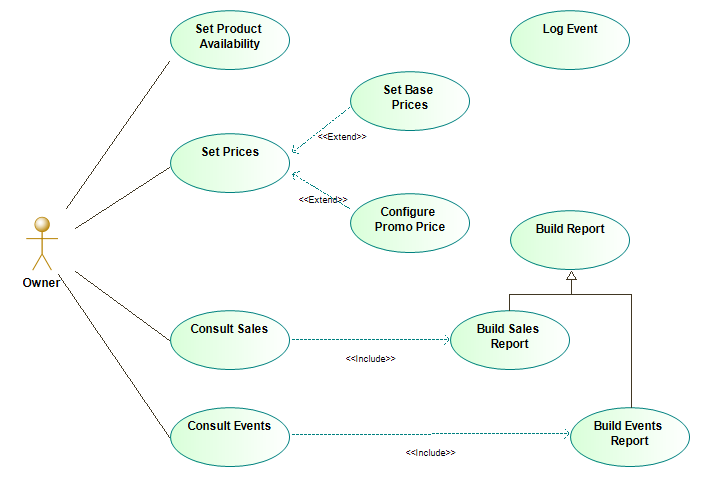 Set Product
Availability
Log Event
Set Base
Prices
<<Extend>>
Set Prices
<<Extend>>
Configure
Promo Price
Build Report
Owner
Consult Sales
Build Sales
Report
<<Include>>
Consult Events
Build Events
Report
<<Include>>